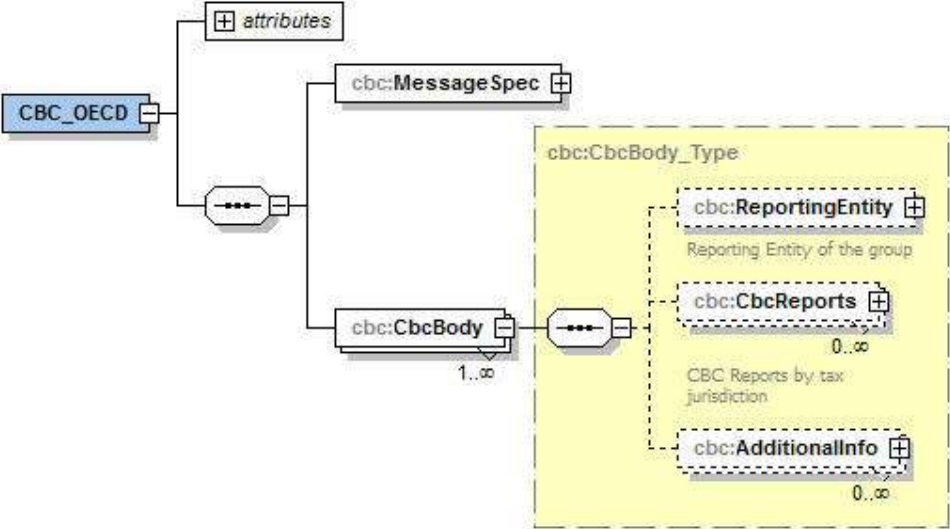 attributes
cbc:MessageSpec
CBC_OECD
cbc:CbcBody_Type
cbc:ReportingEntity
Reporting Entity of the group
cbc:CbcReports
0..∞
cbc:CbcBody
1..∞
CBC Reports by tax
jurisdiction
cbc:AdditionalInfo
0..∞